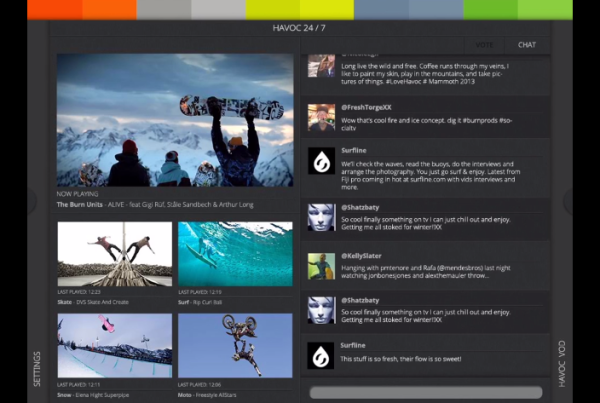 HAVOC 24 / 7
VOTE
CHAT
Long live the wild and free. Coffee runs through my veins, I
like to paint my skin, play in the mountains, and take pic-
tures of things. #LoveHavoc # Mammoth 2013
@FreshTorgeXX
Wow that's cool fire and ice concept. dig it #bumprods #so-
cialtv
Surfline
We'll check the waves, read the buoys, do the interviews and
arrange the photography. You just go surf & enjoy. Latest from
Fiji pro coming in hot at surfline.com with vids interviews and
more.
@Shatzbaty
So cool finally something on tv i can just chill out and enjoy.
Getting me all stoked for winter!XX
@KellySlater
Hanging with pmtenore and Rafa (@mendesbros) last night
watching jonbonesjones and alexthemauler throw...
@Shatzbaty
So cool finally something on tv i can just chill out and enjoy.
Getting me all stoked for winter!XX
Surfline
This stuff is so fresh, their flow is so sweet!
NOW PLAYING
The Burn Units - ALIVE - feat Gigi Rüf, Ståle Sandbech & Arthur Long
LAST PLAYED: 12:23
Skate - DVS Skate And Create
LAST PLAYED: 12:19
Surf - Rip Curl Ball
LAST PLAYED: 12:11
Snow - Elena Hight Superpipe
LAST PLAYED: 12:06
Moto - Freestyle AllStars
SETTINGS
HAVOC VOD